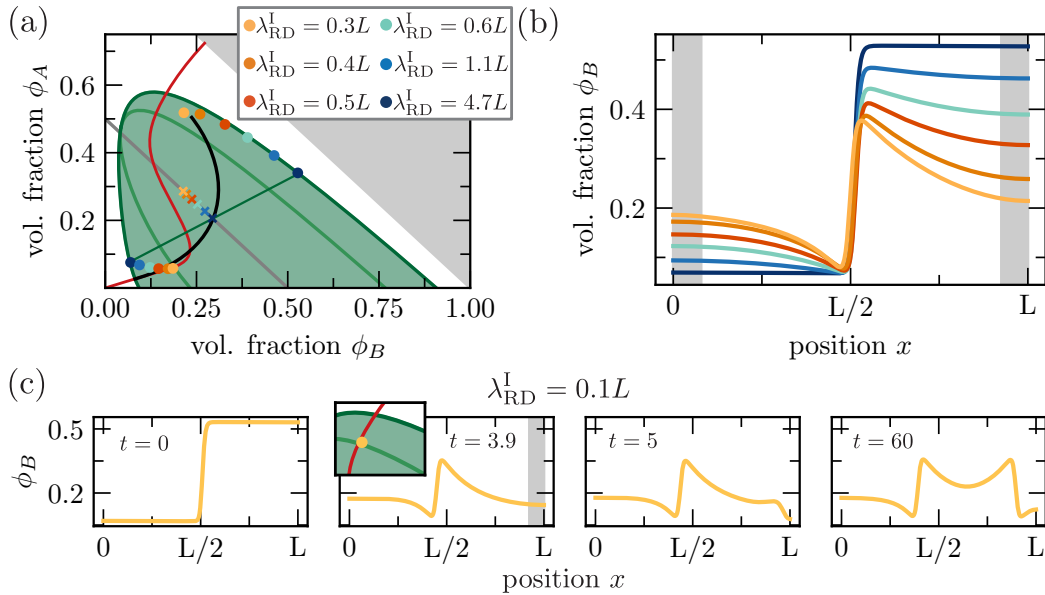 (a)
λ^I_RD = 0.3L
λ^I_RD = 0.6L
λ^I_RD = 0.4L
λ^I_RD = 1.1L
λ^I_RD = 0.5L
λ^I_RD = 4.7L
vol. fraction ϕ_A
0.6
0.4
0.2
0.00
0.25
0.50
0.75
1.00
vol. fraction ϕ_B
(b)
vol. fraction ϕ_B
0.5
0.2
0
L/2
L
position x
(c)
λ^I_RD = 0.1L
ϕ_B
0.5
0.2
t = 0
t = 3.9
t = 5
t = 60
0
L/2
L
0
L/2
L
0
L/2
L
0
L/2
L
position x